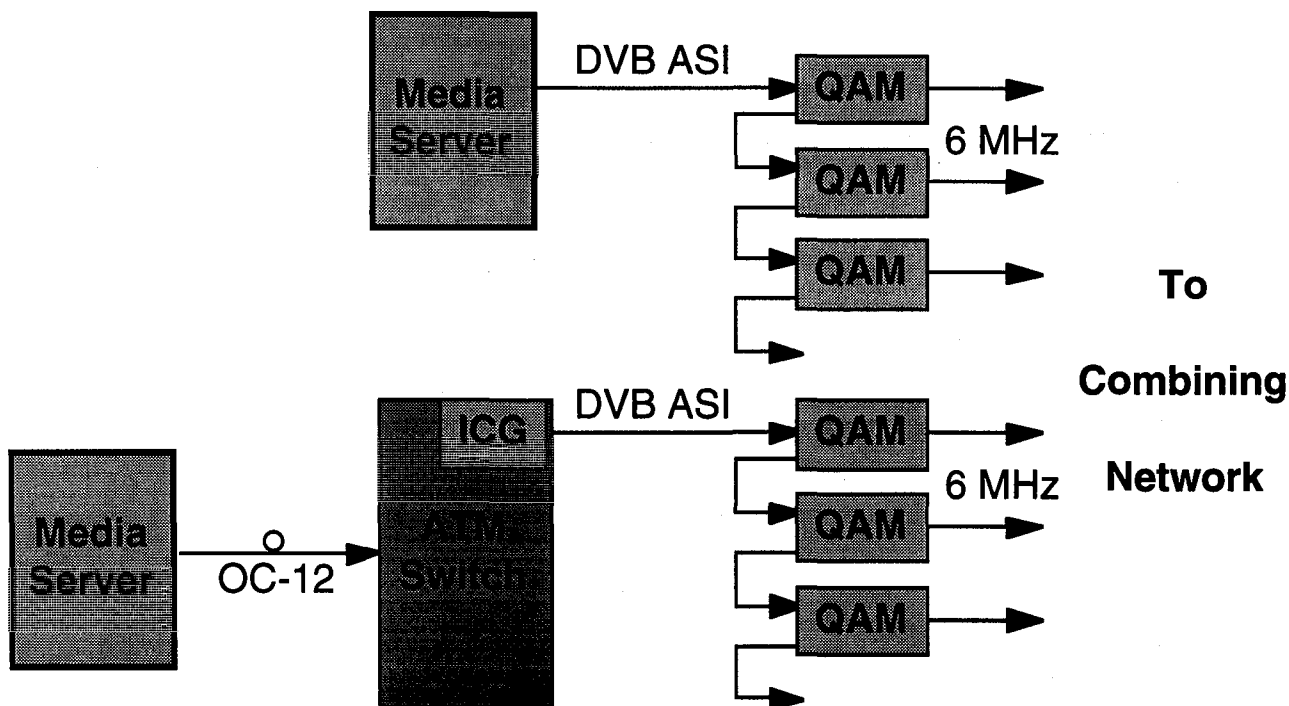 Media
Server
DVB ASI
QAM
6 MHz
QAM
QAM
To
Combining
Network
Media
Server
OC-12
ICG
ATM
Switch
DVB ASI
QAM
6 MHz
QAM
QAM